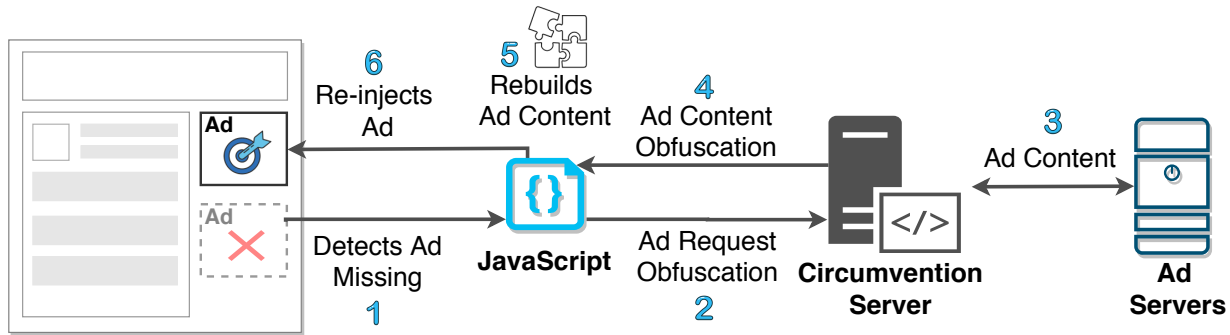 6
Re-injects
Ad
5
Rebuilds
Ad Content
4
Ad Content
Obfuscation
3
Ad Content
Ad
Ad
Detects Ad
Missing
1
{}
JavaScript
Ad Request
Obfuscation
2
</>
Circumvention
Server
Ad
Servers